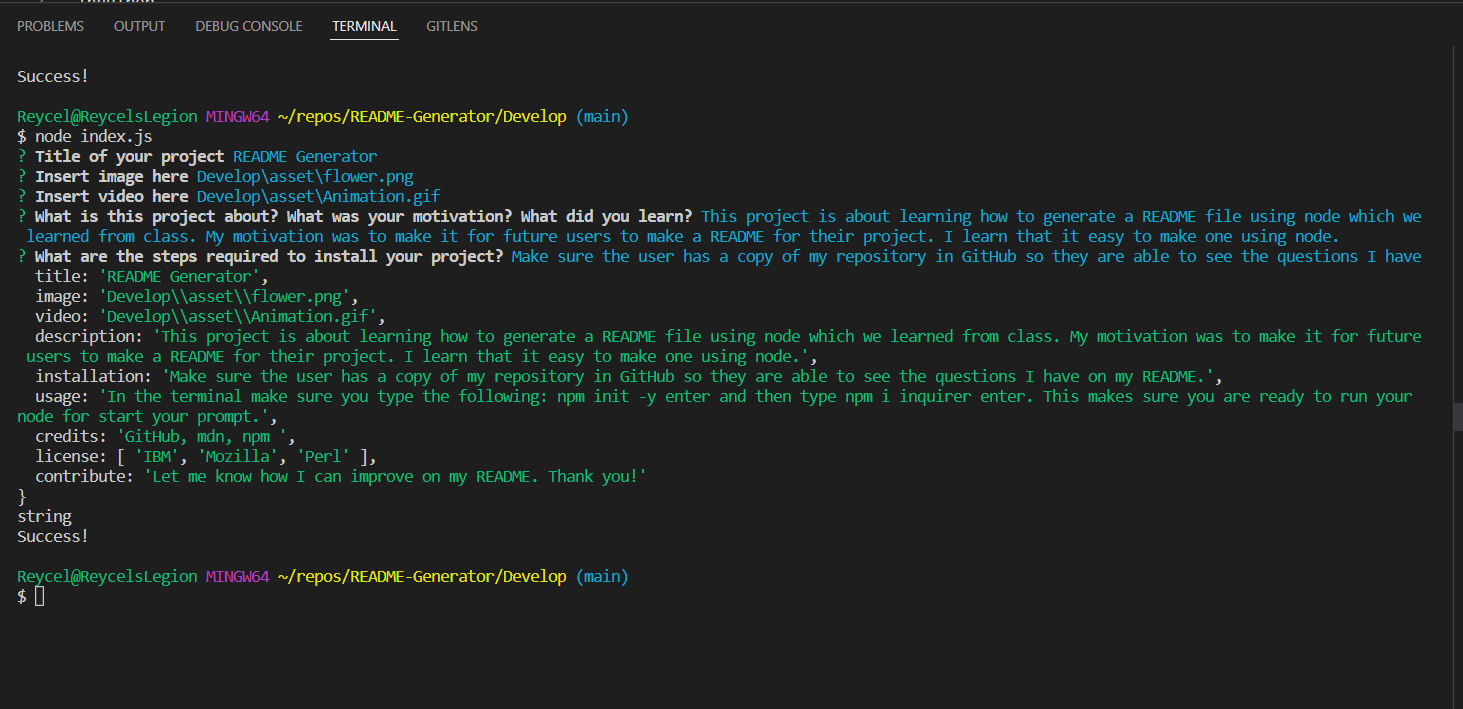 PROBLEMS OUTPUT DEBUG CONSOLE TERMINAL GITLENS
Success!
Reycel@ReycelsLegion MINGW64 ~/repos/README-Generator/Develop (main)
$ node index.js
? Title of your project README Generator
? Insert image here Develop\asset\flower.png
? Insert video here Develop\asset\Animation.gif
? What is this project about? What was your motivation? What did you learn? This project is about learning how to generate a README file using node which we
learned from class. My motivation was to make it for future users to make a README for their project. I learn that it easy to make one using node.
? What are the steps required to install your project? Make sure the user has a copy of my repository in GitHub so they are able to see the questions I have
title: 'README Generator',
image: 'Develop\\asset\\flower.png',
video: 'Develop\\asset\\Animation.gif',
description: 'This project is about learning how to generate a README file using node which we learned from class. My motivation was to make it for future
users to make a README for their project. I learn that it easy to make one using node.',
installation: 'Make sure the user has a copy of my repository in GitHub so they are able to see the questions I have on my README.',
usage: 'In the terminal make sure you type the following: npm init -y enter and then type npm i inquirer enter. This makes sure you are ready to run your
node for start your prompt.',
credits: 'GitHub, mdn, npm ',
license: [ 'IBM', 'Mozilla', 'Perl' ],
contribute: 'Let me know how I can improve on my README. Thank you!'
}
string
Success!
Reycel@ReycelsLegion MINGW64 ~/repos/README-Generator/Develop (main)
$